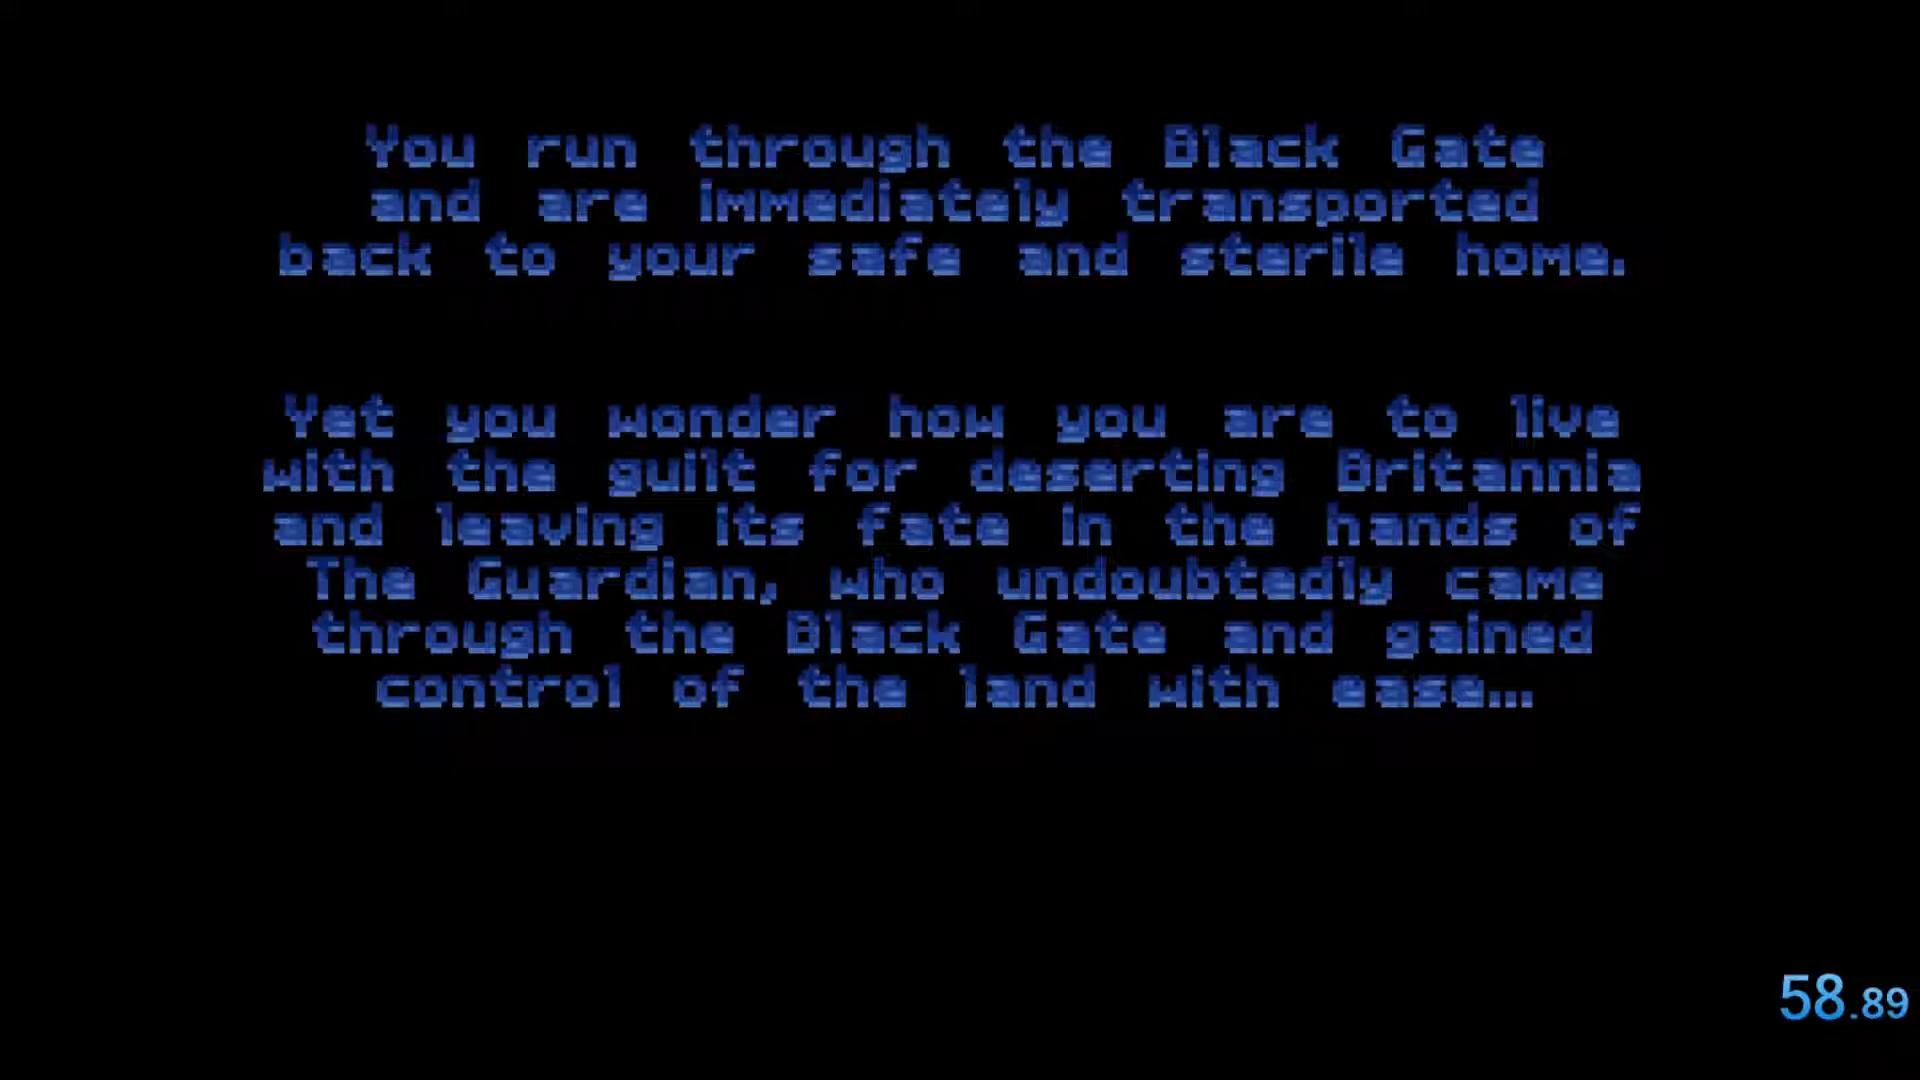 You run through the Black Gate
and are immediately transported
back to your safe and sterile home.
Yet you wonder how you are to live
with the guilt for deserting Britannia
and leaving its fate in the hands of
The Guardian, who undoubtedly came
through the Black Gate and gained
control of the land with ease...
58.89